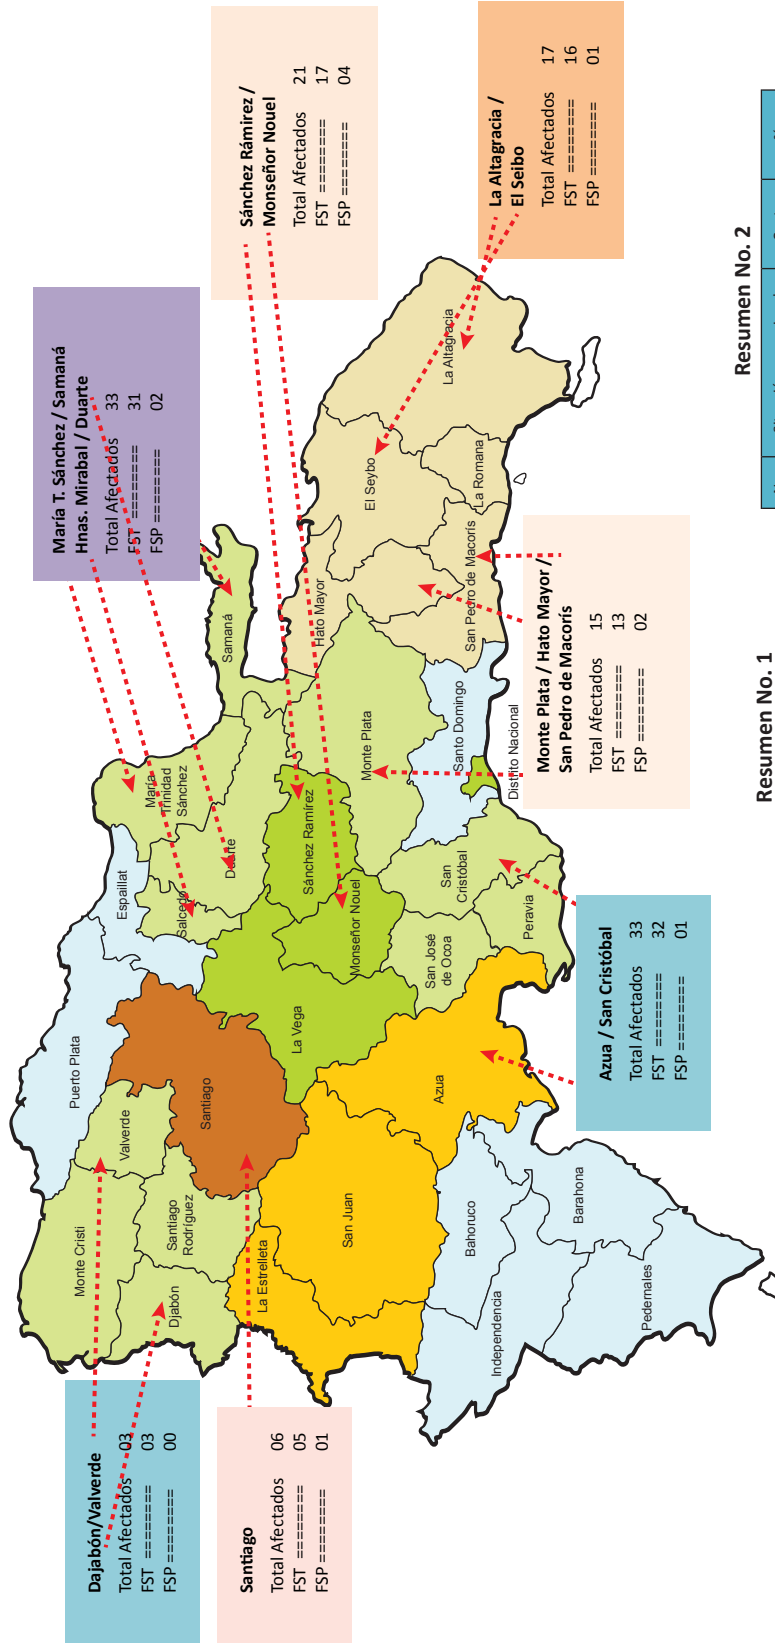 Dajabón/Valverde
Total Afectados 03
FST ======== 03
FSP ========= 00
Santiago
Total Afectados 06
FST ======== 05
FSP ========= 01
María T. Sánchez / Samaná
Hnas. Mirabal / Duarte
Total Afectados 33
FST ======== 31
FSP ========= 02
Sánchez Rámirez /
Monseñor Nouel
Total Afectados 21
FST ======== 17
FSP ========= 04
La Altagracia /
El Seibo
Total Afectados 17
FST ======== 16
FSP ========= 01
Monte Plata / Hato Mayor /
San Pedro de Macorís
Total Afectados 15
FST ======== 13
FSP ========= 02
Azua / San Cristóbal
Total Afectados 33
FST ======== 32
FSP ========= 01
Monte Cristi
Puerto Plata
Valverde
Djabón
Santiago
Rodríguez
Santiago
Espaillat
Salcedo
María
Trinidad
Sánchez
Duarte
Samaná
La Estrelleta
San Juan
La Vega
Monseñor Nouel
Sánchez Ramírez
Monte Plata
Hato Mayor
El Seybo
La Altagracia
La Romana
San Pedro de Macorís
Santo Domingo
Distrito Nacional
San
Cristóbal
San José
de Ocoa
Peravia
Azua
Bahoruco
Independencia
Barahona
Pedernales
Resumen No. 1
Resumen No. 2